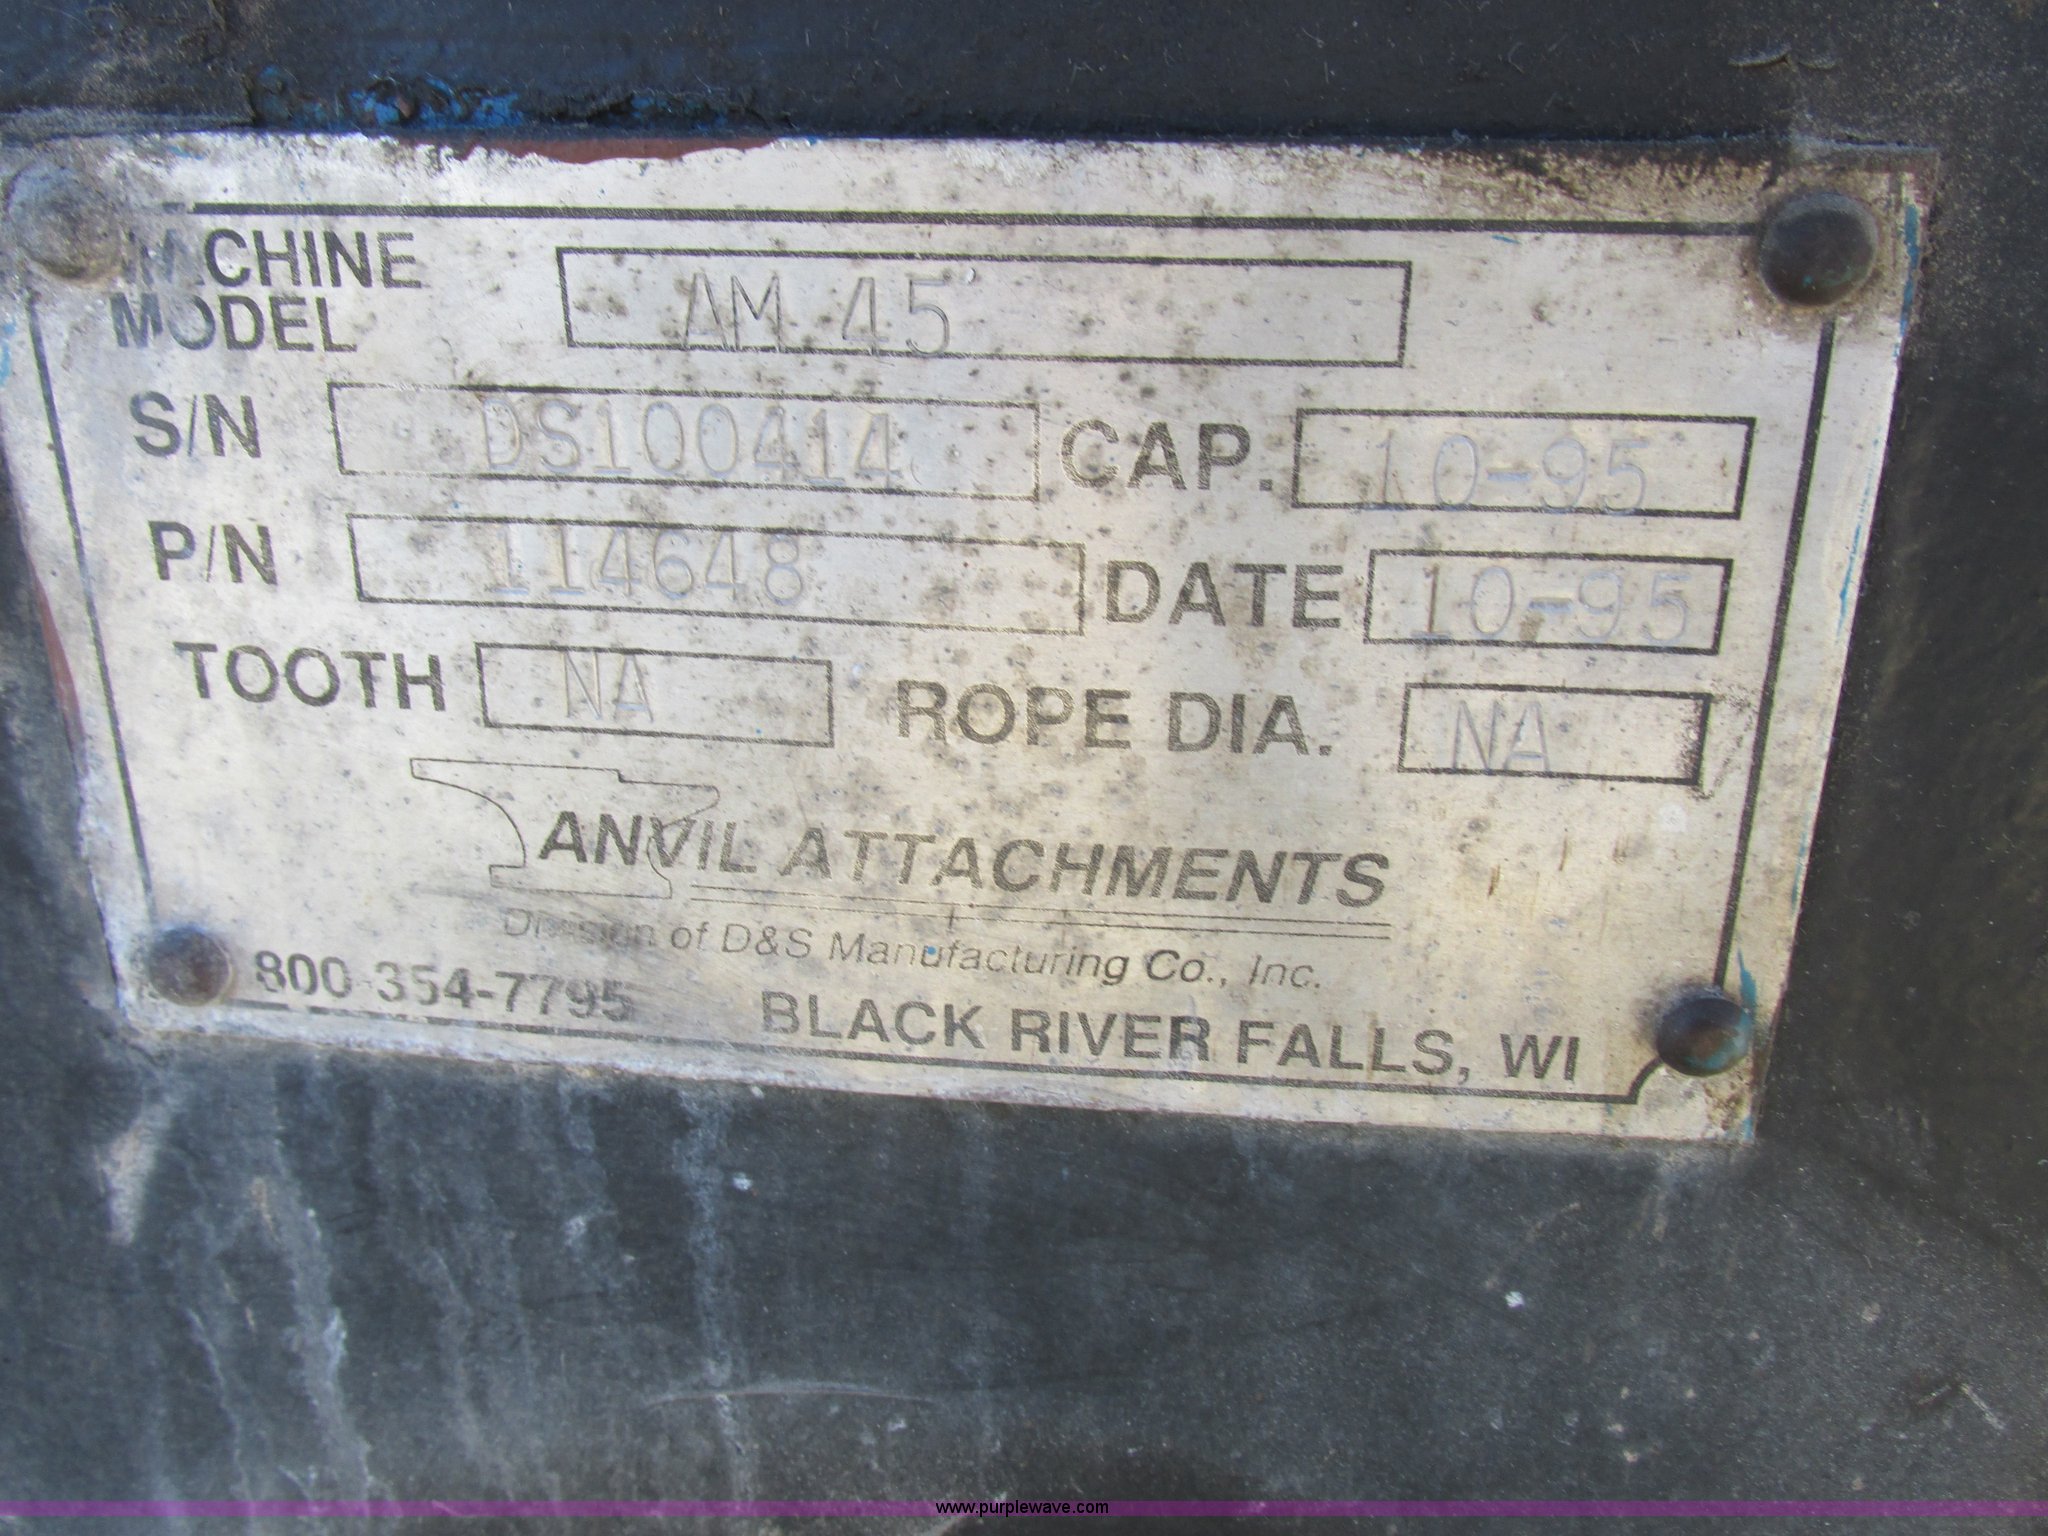 MACHINE
MODEL AM 45
S/N DS100414 CAP. 10-95
P/N 114648 DATE 10-95
TOOTH NA ROPE DIA. NA
ANVIL ATTACHMENTS
Division of D&S Manufacturing Co., Inc.
800-354-7795 BLACK RIVER FALLS, WI
www.purplewave.com